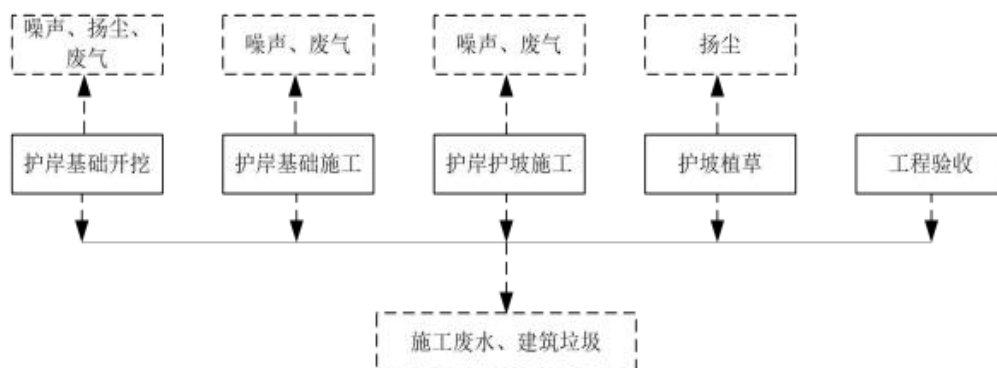 噪声、扬尘、
废气
噪声、废气
噪声、废气
扬尘
护岸基础开挖
护岸基础施工
护岸护坡施工
护坡植草
工程验收
施工废水、建筑垃圾